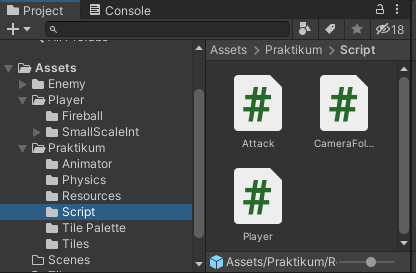 Project
Console
18
Assets > Praktikum > Script
Assets
Enemy
Player
Fireball
SmallScaleInt
Praktikum
Animator
Physics
Resources
Script
Tile Palette
Tiles
Scenes
Attack
CameraFol...
Player
Assets/Praktikum/R